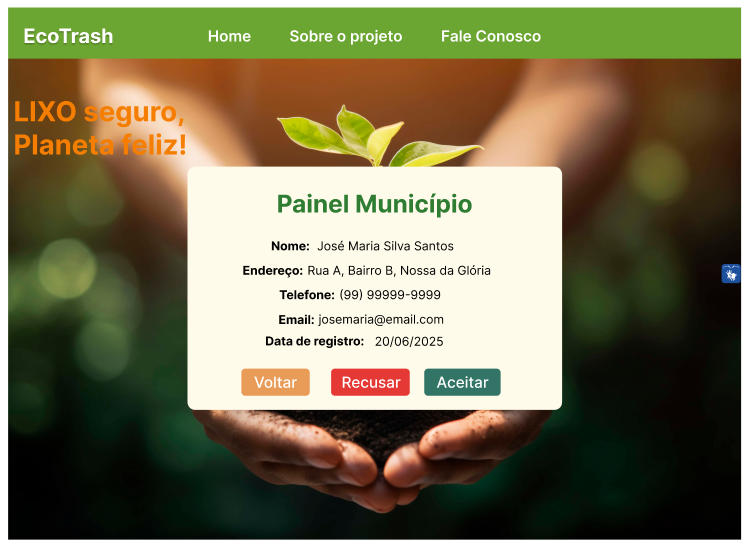 EcoTrash Home Sobre o projeto Fale Conosco
LIXO seguro,
Planeta feliz!
Painel Município
Nome: José Maria Silva Santos
Endereço: Rua A, Bairro B, Nossa da Glória
Telefone: (99) 99999-9999
Email: josemaria@email.com
Data de registro: 20/06/2025
Voltar Recusar Aceitar